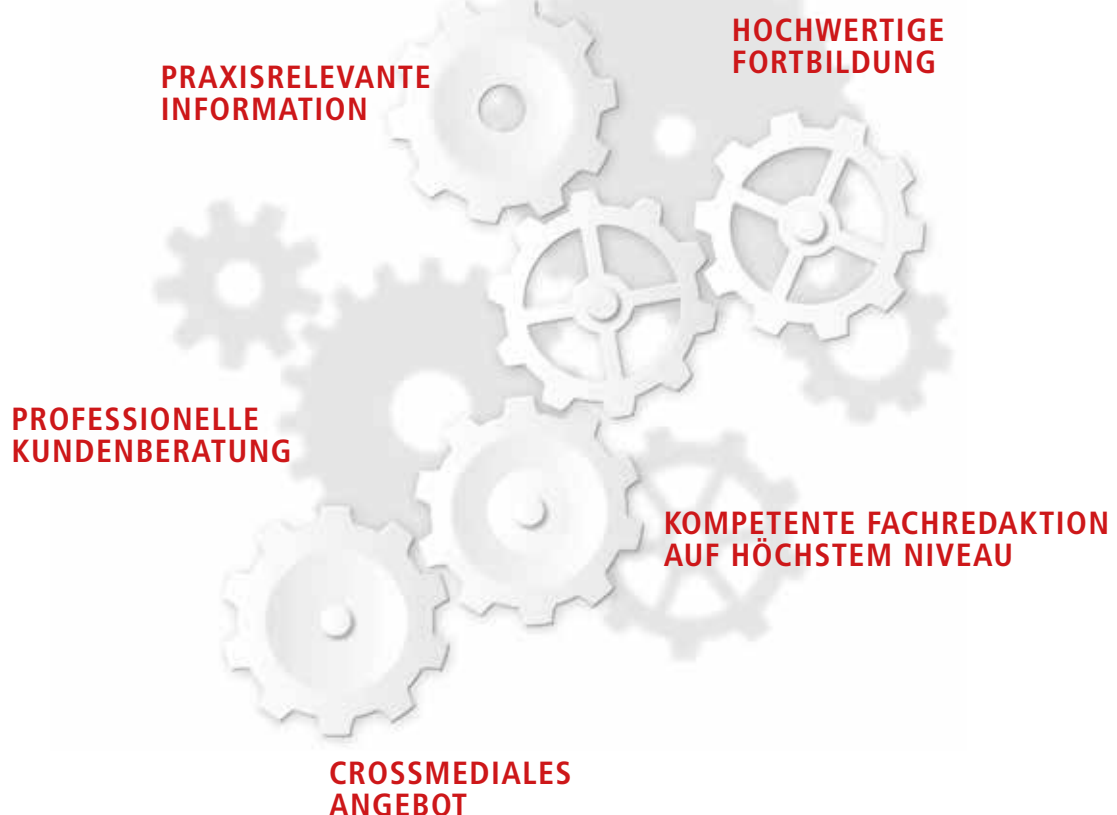 HOCHWERTIGE
FORTBILDUNG
PRAXISRELEVANTE
INFORMATION
PROFESSIONELLE
KUNDENBERATUNG
KOMPETENTE FACHREDAKTION
AUF HÖCHSTEM NIVEAU
CROSSMEDIALES
ANGEBOT